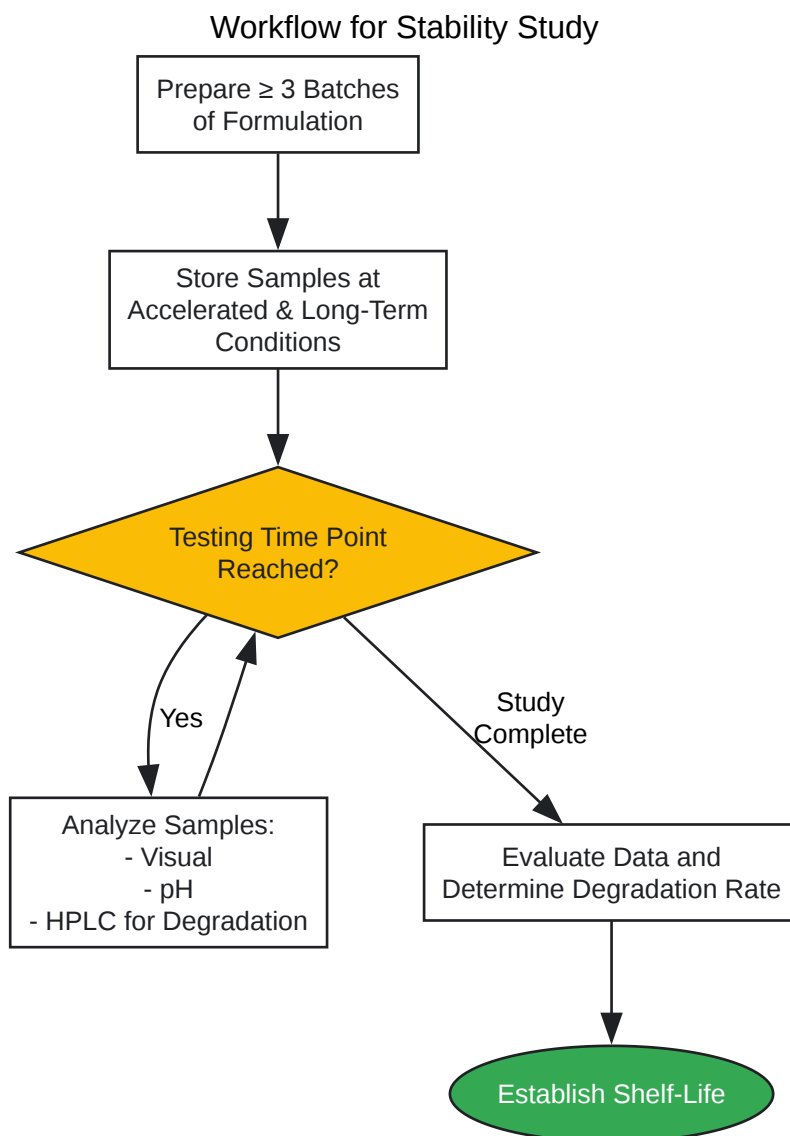 Workflow for Stability Study
Prepare ≥ 3 Batches
of Formulation
Store Samples at
Accelerated & Long-Term
Conditions
Testing Time Point
Reached?
Yes
Study
Complete
Analyze Samples:
- Visual
- pH
- HPLC for Degradation
Evaluate Data and
Determine Degradation Rate
Establish Shelf-Life